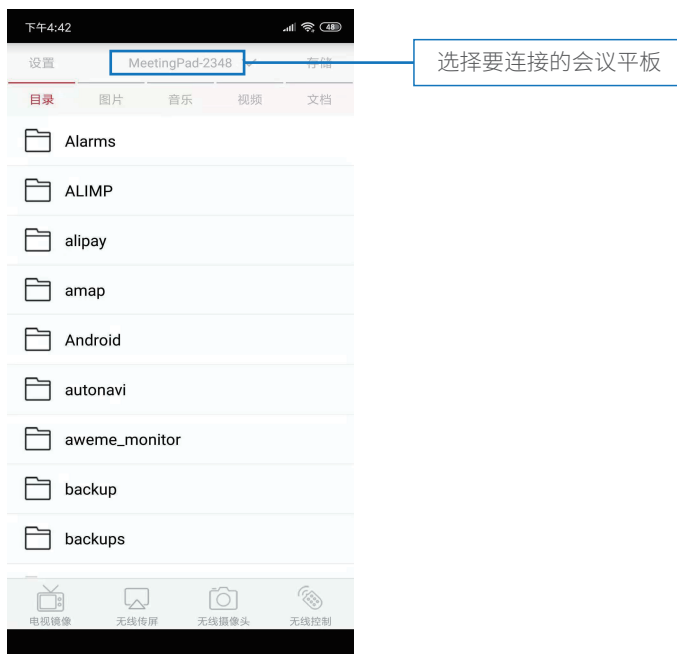 下午4:42 48
设置 MeetingPad-2348 存储
选择要连接的会议平板
目录 图片 音乐 视频 文档
Alarms
ALIMP
alipay
amap
Android
autonavi
aweme_monitor
backup
backups
电视镜像 无线传屏 无线摄像头 无线控制